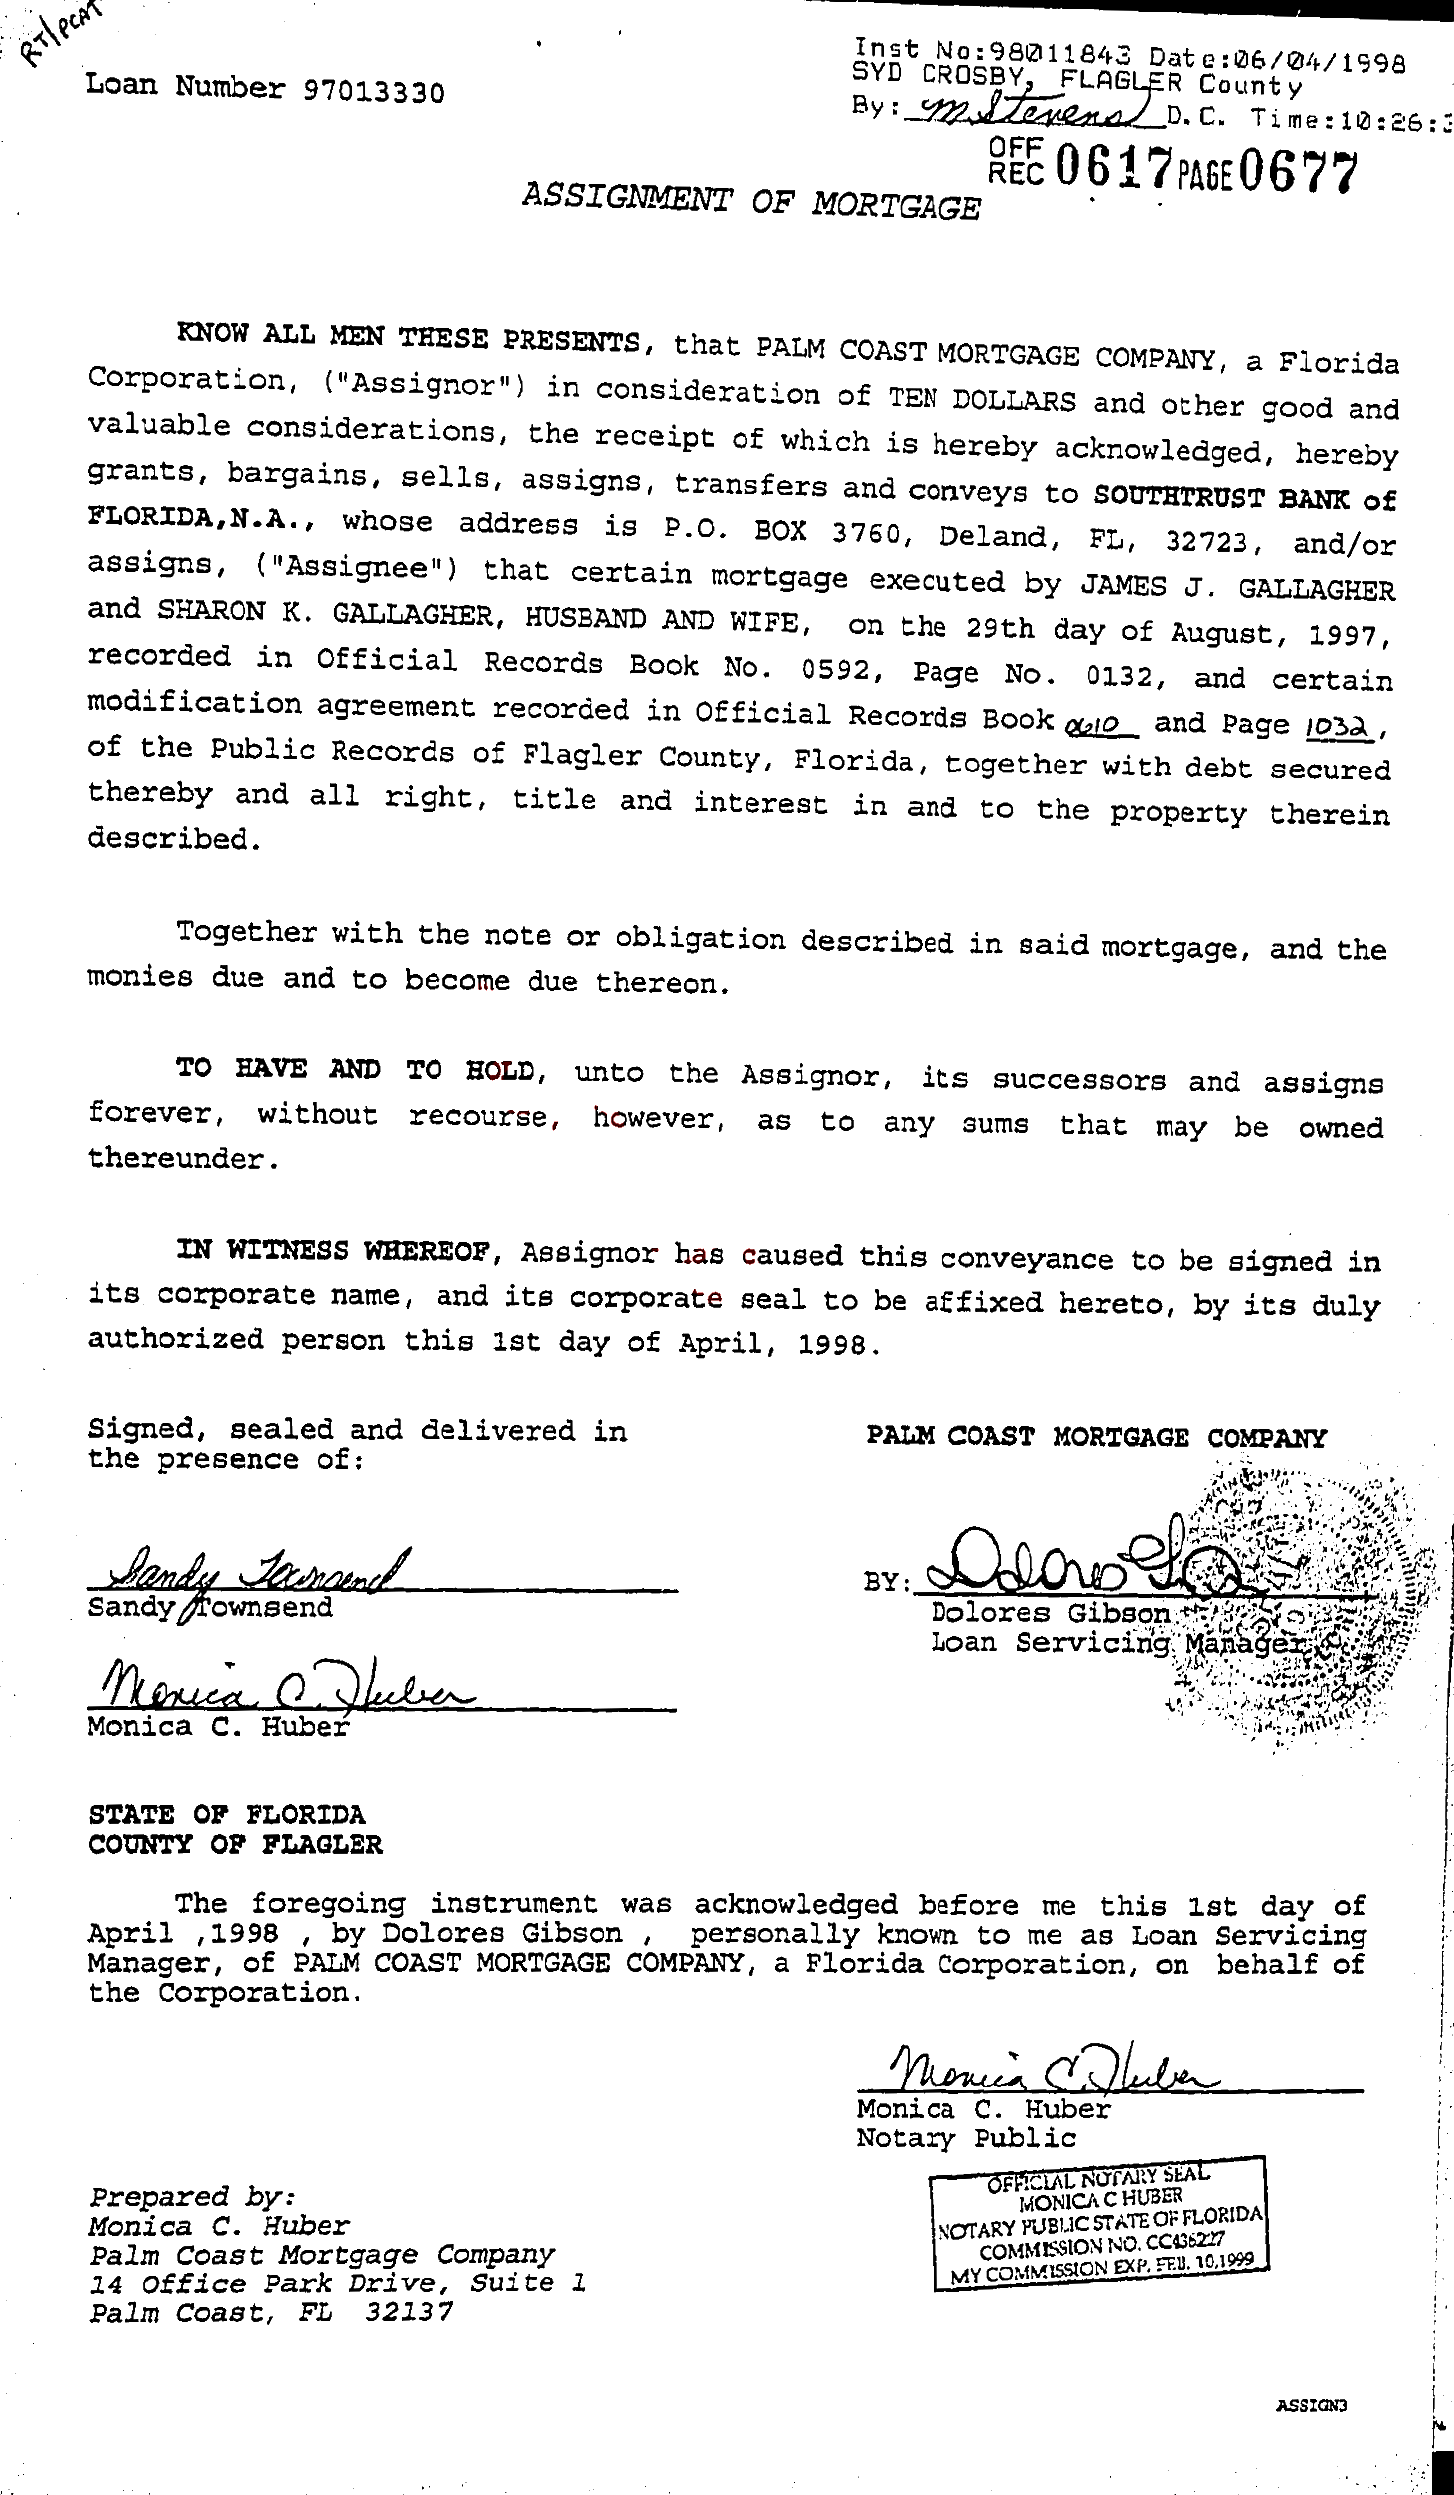 RT/PCAT
Loan Number 97013330
Inst No:98011843 Date:06/04/1998
SYD CROSBY, FLAGLER County
By: M Stevens D.C. Time:10:26:
OFF
REC 0617 PAGE 0677
ASSIGNMENT OF MORTGAGE
KNOW ALL MEN THESE PRESENTS, that PALM COAST MORTGAGE COMPANY, a Florida
Corporation, ("Assignor") in consideration of TEN DOLLARS and other good and
valuable considerations, the receipt of which is hereby acknowledged, hereby
grants, bargains, sells, assigns, transfers and conveys to SOUTHTRUST BANK of
FLORIDA,N.A., whose address is P.O. BOX 3760, Deland, FL, 32723, and/or
assigns, ("Assignee") that certain mortgage executed by JAMES J. GALLAGHER
and SHARON K. GALLAGHER, HUSBAND AND WIFE, on the 29th day of August, 1997,
recorded in Official Records Book No. 0592, Page No. 0132, and certain
modification agreement recorded in Official Records Book 0610 and Page 1032,
of the Public Records of Flagler County, Florida, together with debt secured
thereby and all right, title and interest in and to the property therein
described.
Together with the note or obligation described in said mortgage, and the
monies due and to become due thereon.
TO HAVE AND TO HOLD, unto the Assignor, its successors and assigns
forever, without recourse, however, as to any sums that may be owned
thereunder.
IN WITNESS WHEREOF, Assignor has caused this conveyance to be signed in
its corporate name, and its corporate seal to be affixed hereto, by its duly
authorized person this 1st day of April, 1998.
Signed, sealed and delivered in
the presence of:
PALM COAST MORTGAGE COMPANY
Sandy Townsend
Sandy Townsend
BY:
Dolores Gibson
Loan Servicing Manager
Monica C. Huber
Monica C. Huber
STATE OF FLORIDA
COUNTY OF FLAGLER
The foregoing instrument was acknowledged before me this 1st day of
April ,1998 , by Dolores Gibson , personally known to me as Loan Servicing
Manager, of PALM COAST MORTGAGE COMPANY, a Florida Corporation, on behalf of
the Corporation.
Monica C. Huber
Monica C. Huber
Notary Public
OFFICIAL NOTARY SEAL
MONICA C HUBER
NOTARY PUBLIC STATE OF FLORIDA
COMMISSION NO. CC436227
MY COMMISSION EXP. FEB. 10,1999
Prepared by:
Monica C. Huber
Palm Coast Mortgage Company
14 Office Park Drive, Suite 1
Palm Coast, FL 32137
ASSIGN3